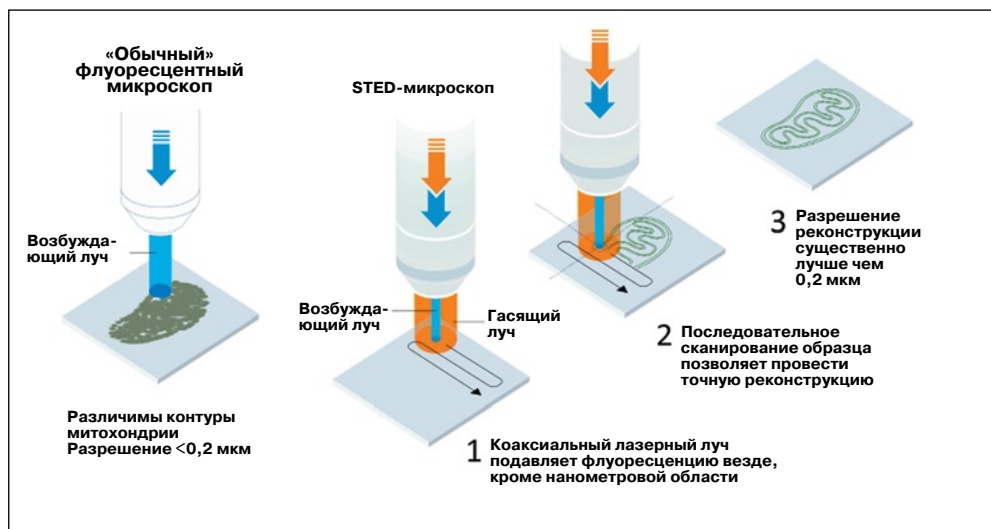 «Обычный»
флуоресцентный
микроскоп
Возбужда-
ющий луч
Различимы контуры
митохондрии
Разрешение <0,2 мкм
STED-микроскоп
Возбужда-
ющий луч
Гасящий
луч
1 Коаксиальный лазерный луч
подавляет флуоресценцию везде,
кроме нанометровой области
2 Последовательное
сканирование образца
позволяет провести
точную реконструкцию
3 Разрешение
реконструкции
существенно
лучше чем
0,2 мкм